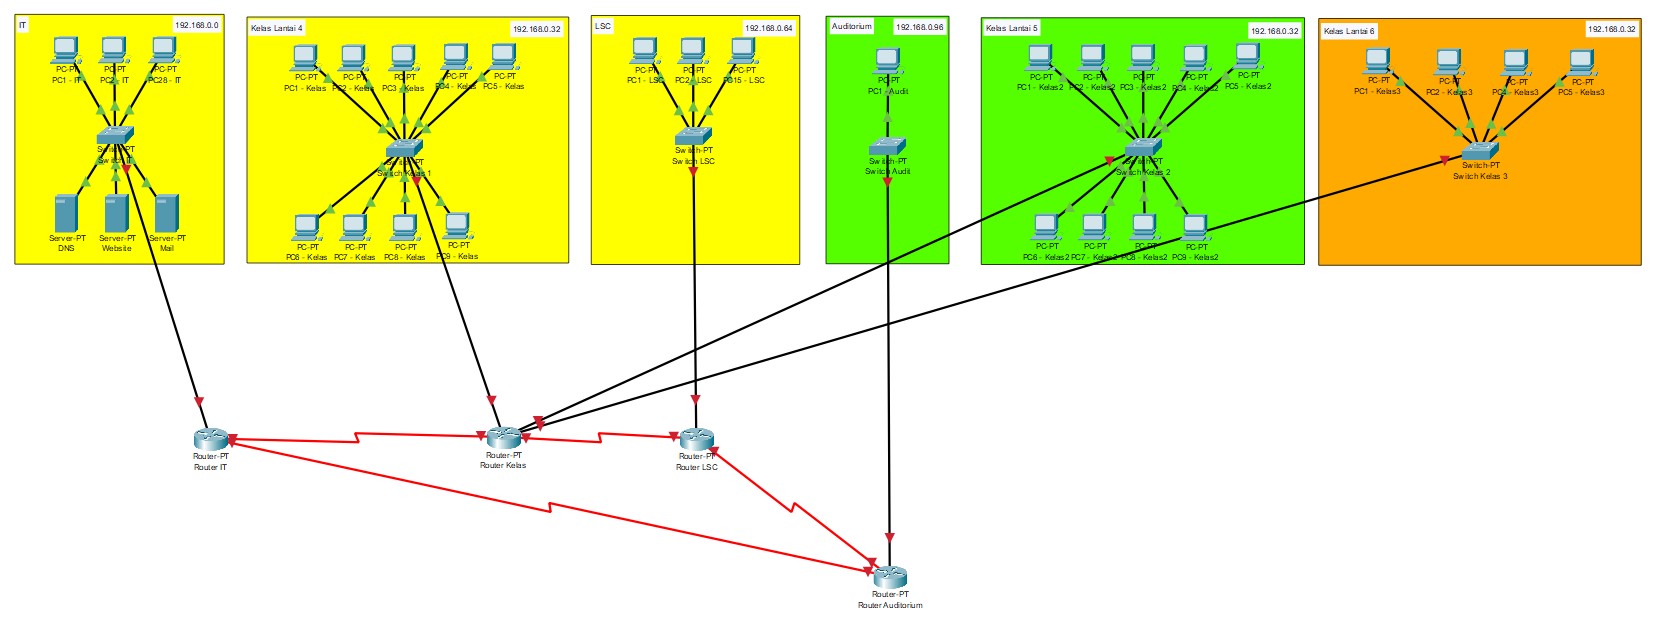 IT
192.168.0.0
PC-PT
PC1 - IT
PC-PT
PC2 - IT
PC-PT
PC28 - IT
Switch-PT
Switch IT
Server-PT
DNS
Server-PT
Website
Server-PT
Mail
Kelas Lantai 4
192.168.0.32
PC-PT
PC1 - Kelas
PC-PT
PC2 - Kelas
PC-PT
PC3 - Kelas
PC-PT
PC4 - Kelas
PC-PT
PC5 - Kelas
Switch-PT
Switch Kelas 1
PC-PT
PC6 - Kelas
PC-PT
PC7 - Kelas
PC-PT
PC8 - Kelas
PC-PT
PC9 - Kelas
LSC
192.168.0.64
PC-PT
PC1 - LSC
PC-PT
PC2 - LSC
PC-PT
PC15 - LSC
Switch-PT
Switch LSC
Auditorium
192.168.0.96
PC-PT
PC1 - Audit
Switch-PT
Switch Audit
Kelas Lantai 5
192.168.0.32
PC-PT
PC1 - Kelas2
PC-PT
PC2 - Kelas2
PC-PT
PC3 - Kelas2
PC-PT
PC4 - Kelas2
PC-PT
PC5 - Kelas2
Switch-PT
Switch Kelas 2
PC-PT
PC6 - Kelas2
PC-PT
PC7 - Kelas2
PC-PT
PC8 - Kelas2
PC-PT
PC9 - Kelas2
Kelas Lantai 6
192.168.0.32
PC-PT
PC1 - Kelas3
PC-PT
PC2 - Kelas3
PC-PT
Kelas3
PC-PT
PC5 - Kelas3
Switch-PT
Switch Kelas 3
Router-PT
Router IT
Router-PT
Router Kelas
Router-PT
Router LSC
Router-PT
Router Auditorium